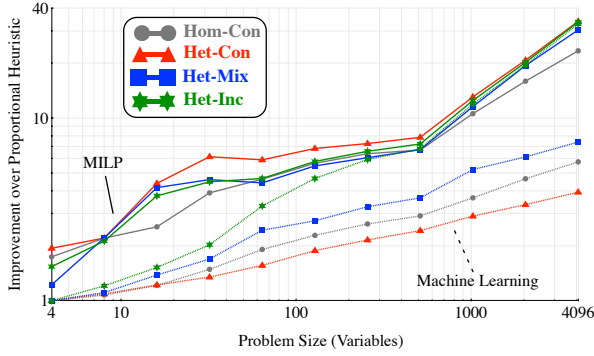 Improvement over Proportional Heuristic
40
10
1
Hom-Con
Het-Con
Het-Mix
Het-Inc
MILP
Machine Learning
4
10
100
1000
4096
Problem Size (Variables)